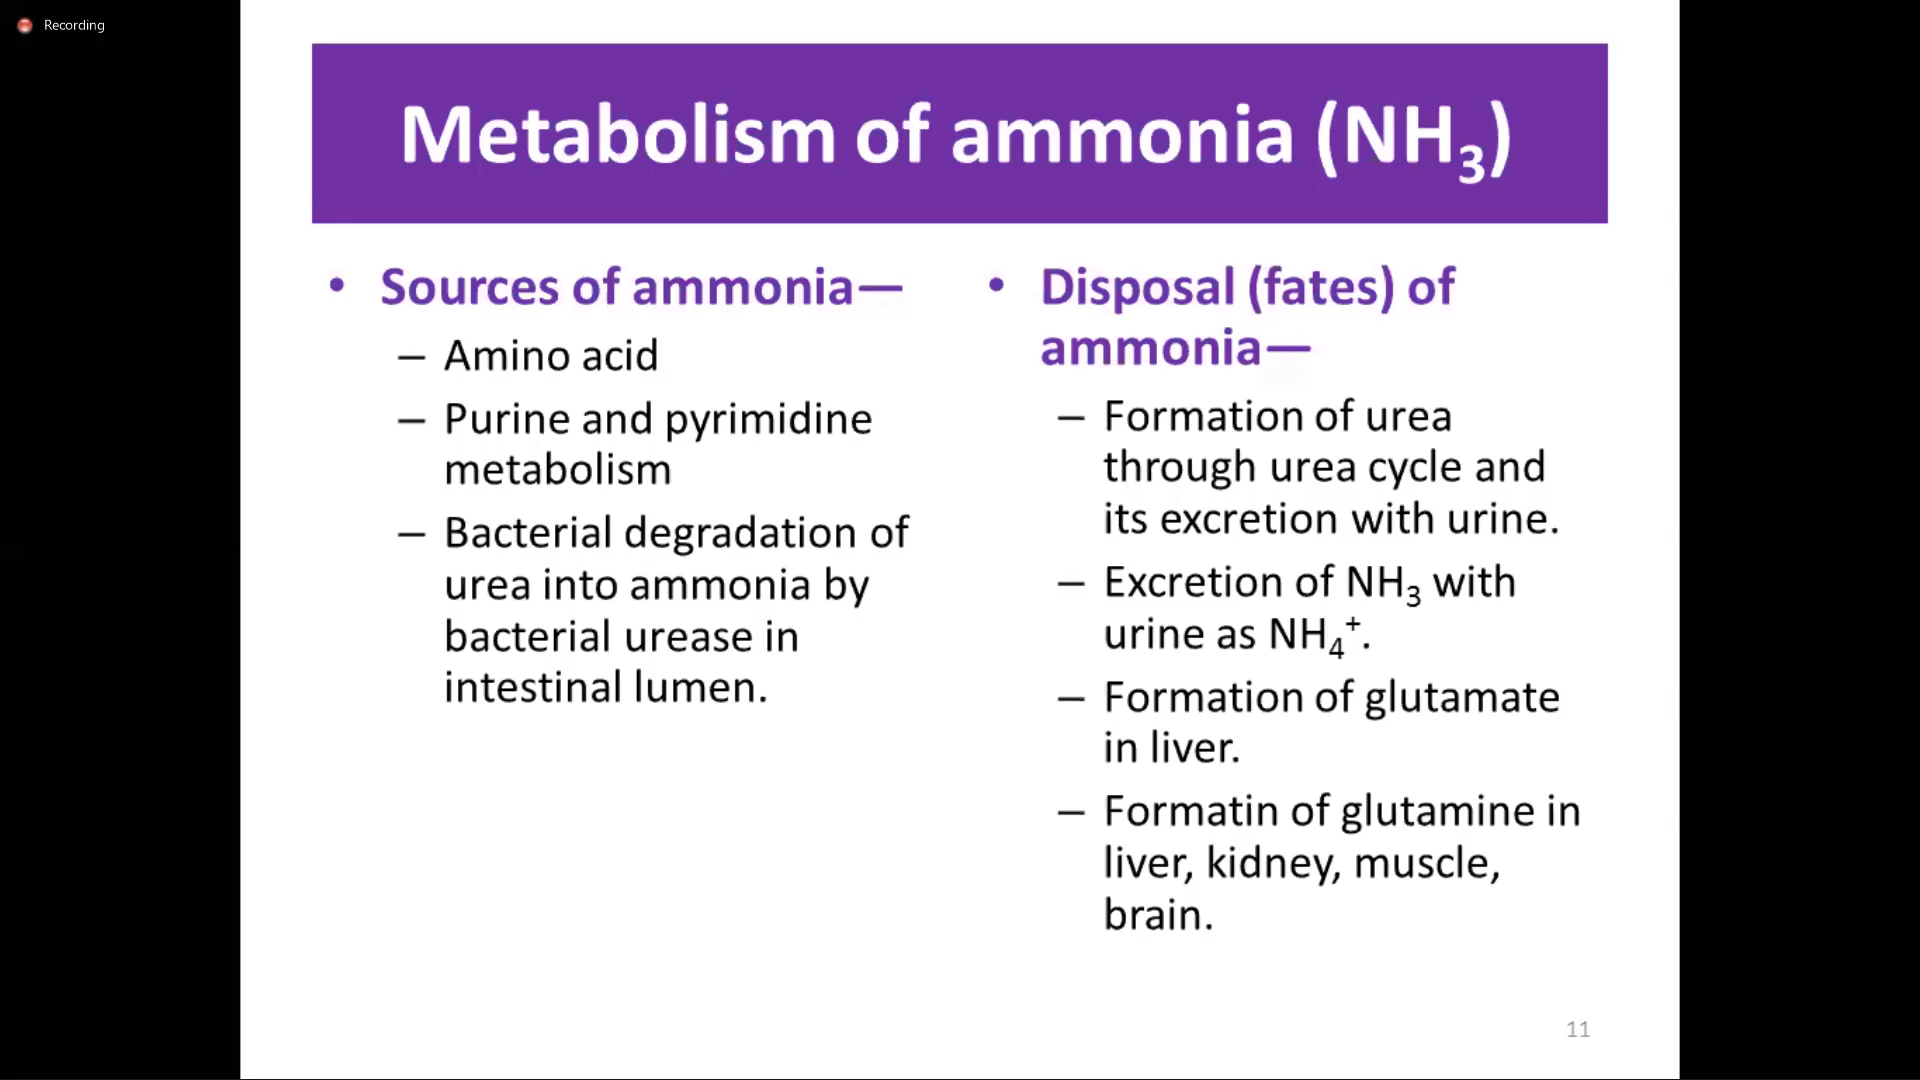 Recording
Metabolism of ammonia (NH₃)
• Sources of ammonia—
– Amino acid
– Purine and pyrimidine
metabolism
– Bacterial degradation of
urea into ammonia by
bacterial urease in
intestinal lumen.
• Disposal (fates) of
ammonia—
– Formation of urea
through urea cycle and
its excretion with urine.
– Excretion of NH₃ with
urine as NH₄⁺.
– Formation of glutamate
in liver.
– Formatin of glutamine in
liver, kidney, muscle,
brain.
11